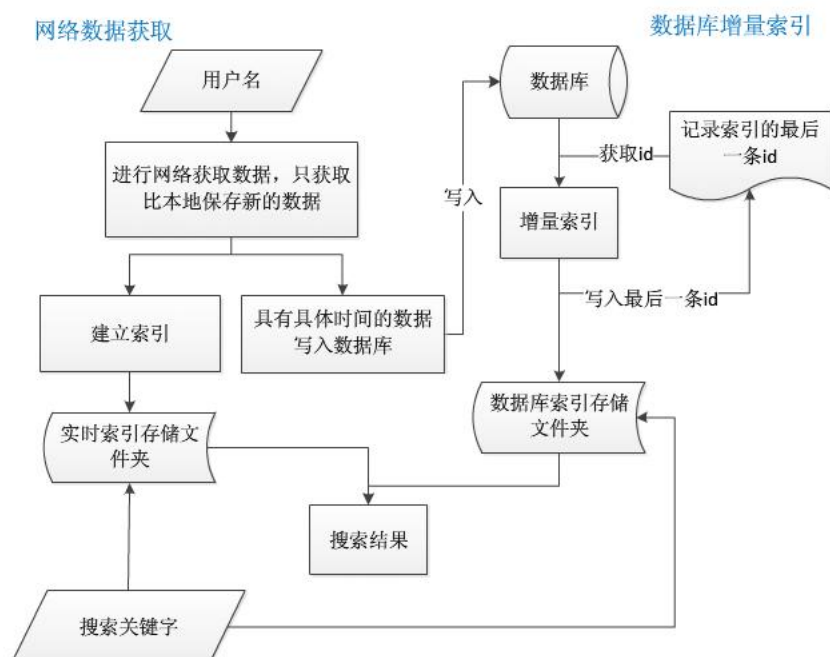 网络数据获取
数据库增量索引
用户名
数据库
进行网络获取数据，只获取
比本地保存新的数据
记录索引的最后
一条id
获取id
写入
增量索引
建立索引
具有具体时间的数据
写入数据库
写入最后一条id
实时索引存储文
件夹
数据库索引存储
文件夹
搜索结果
搜索关键字